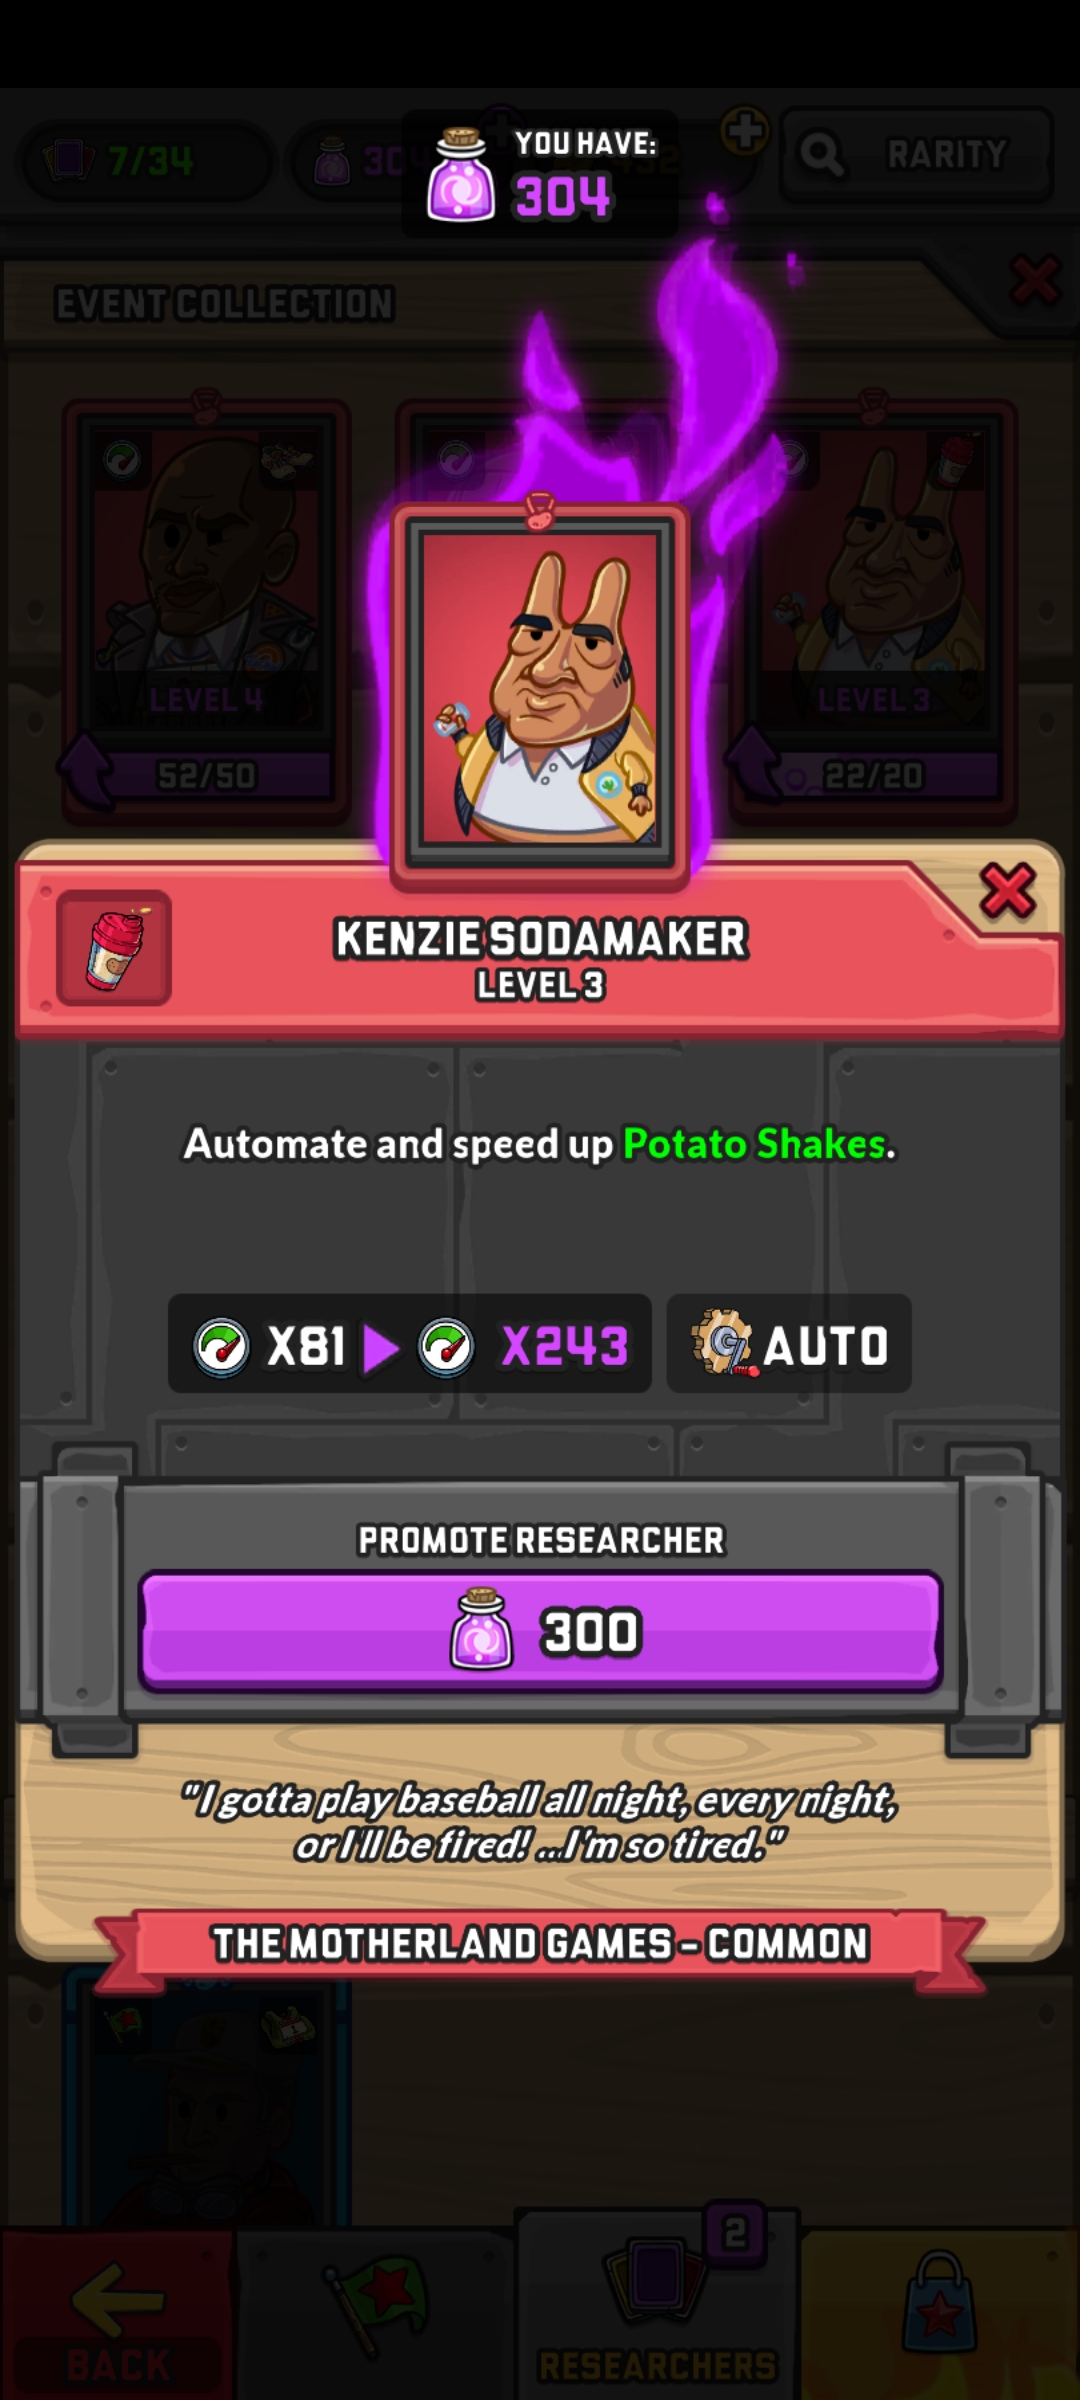 7/34
YOU HAVE:
304
RARITY
EVENT COLLECTION
LEVEL 4
LEVEL 3
52/50
22/20
KENZIE SODAMAKER
LEVEL 3
Automate and speed up Potato Shakes.
X81 X243 AUTO
PROMOTE RESEARCHER
300
"I gotta play baseball all night, every night,
or I'll be fired! ...I'm so tired."
THE MOTHERLAND GAMES - COMMON
2
BACK
RESEARCHERS